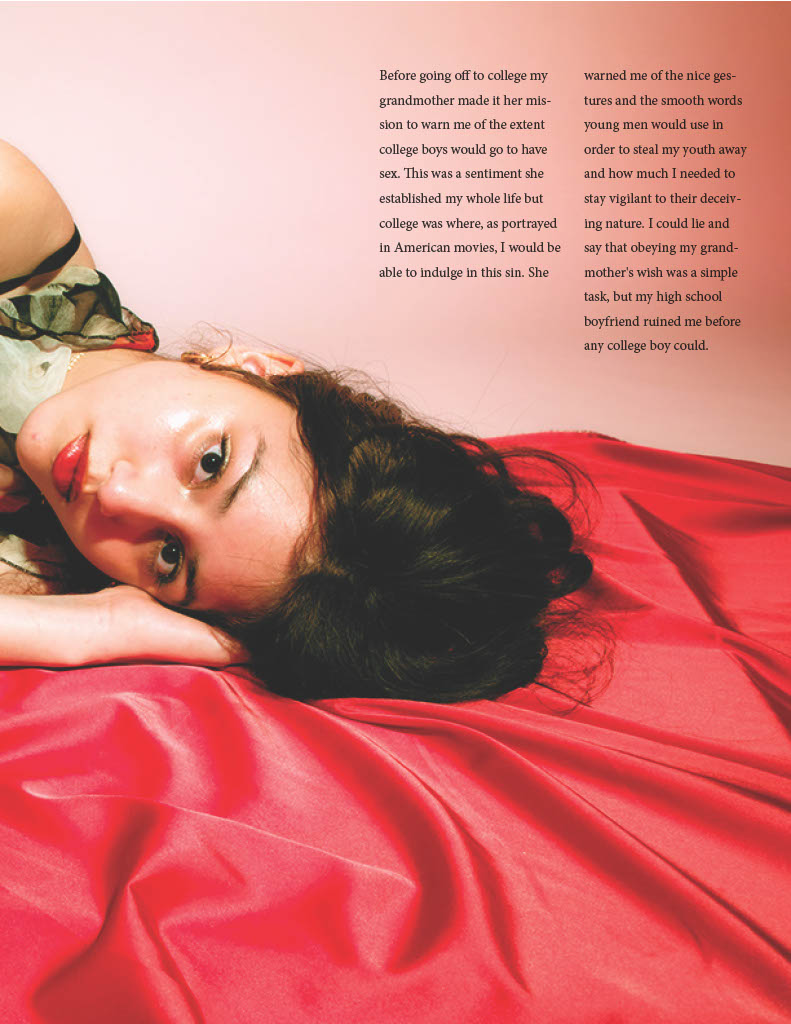 Before going off to college my
grandmother made it her mis-
sion to warn me of the extent
college boys would go to have
sex. This was a sentiment she
established my whole life but
college was where, as portrayed
in American movies, I would be
able to indulge in this sin. She
warned me of the nice ges-
tures and the smooth words
young men would use in
order to steal my youth away
and how much I needed to
stay vigilant to their deceiv-
ing nature. I could lie and
say that obeying my grand-
mother's wish was a simple
task, but my high school
boyfriend ruined me before
any college boy could.